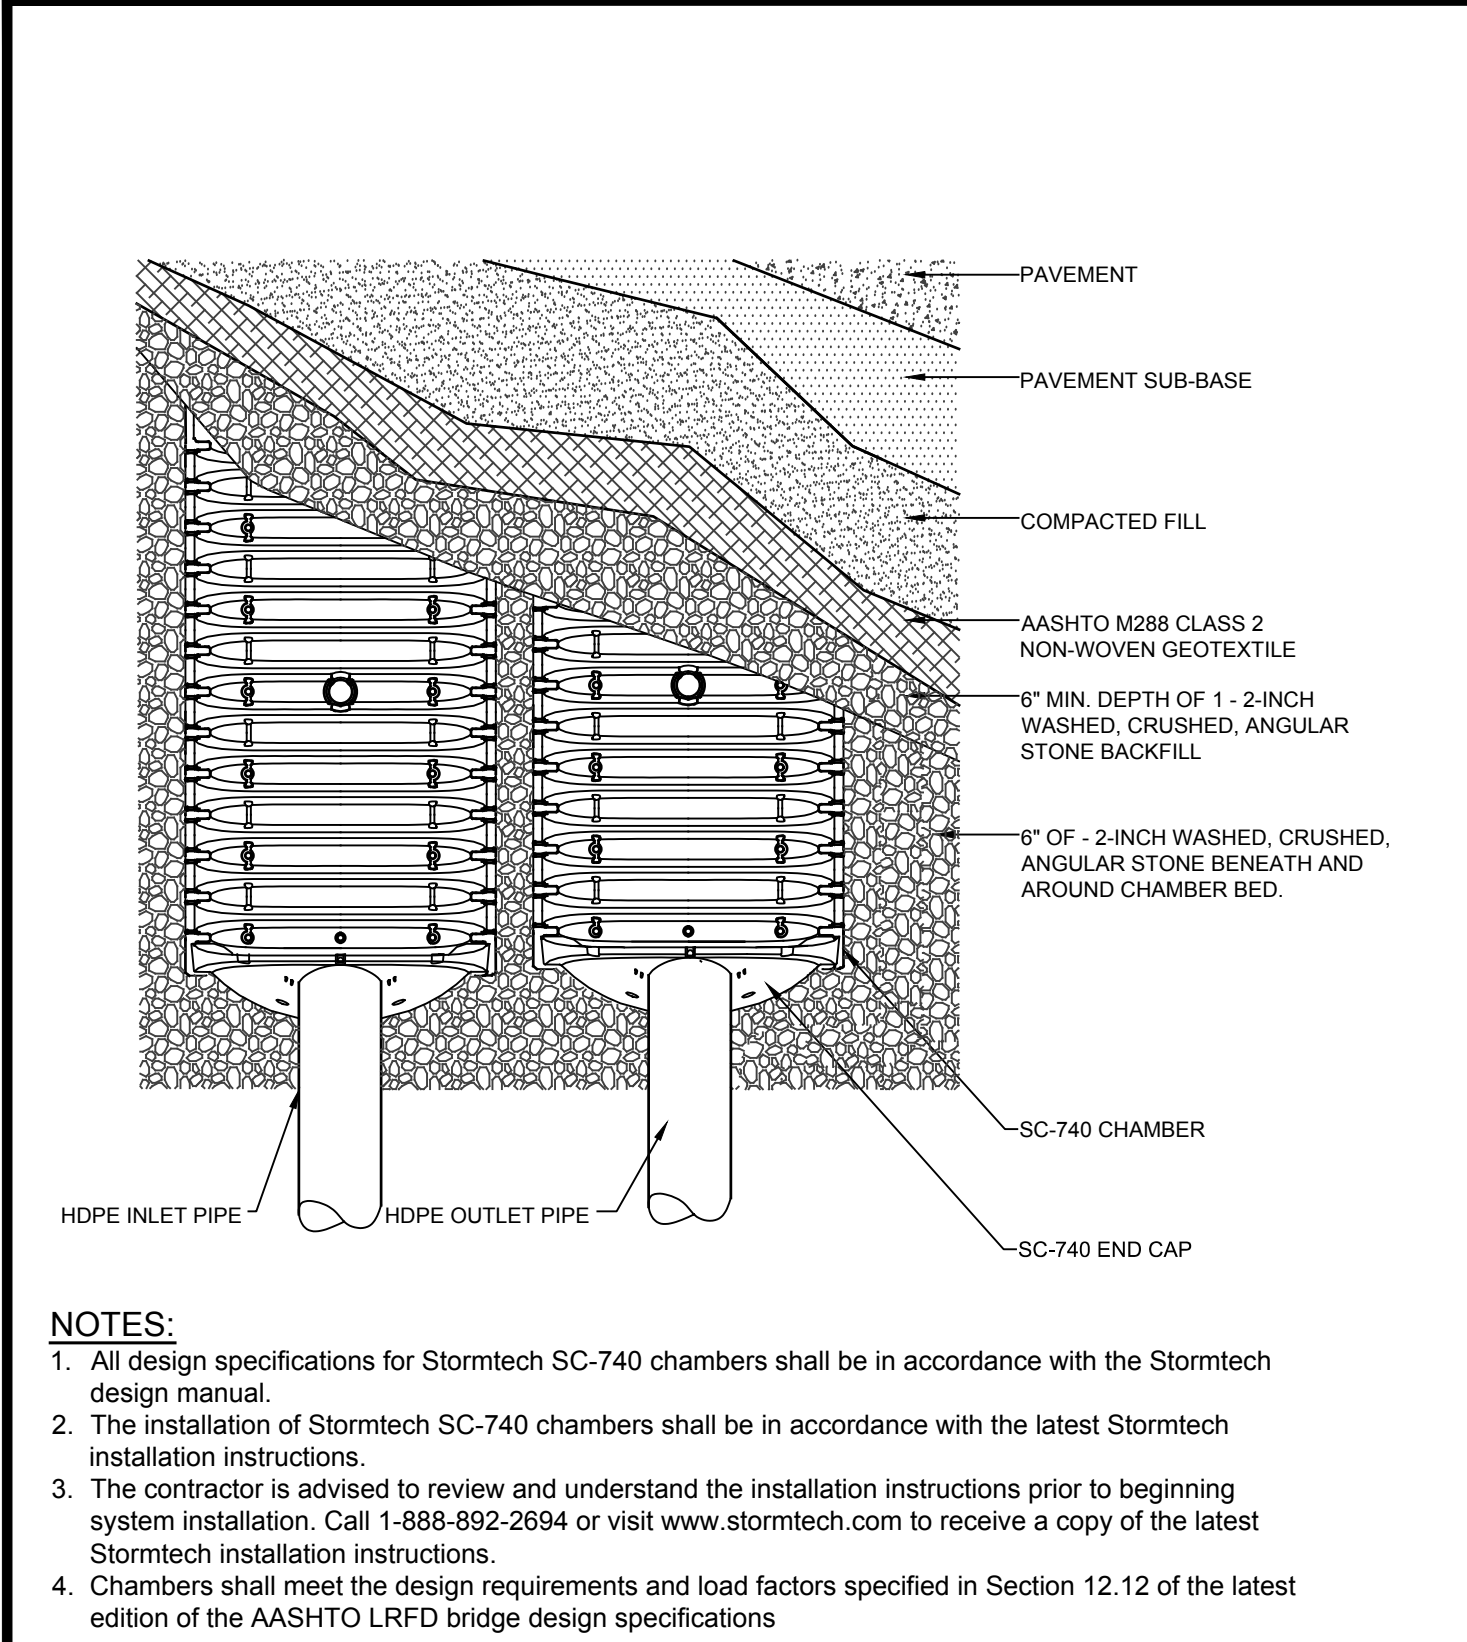 PAVEMENT
PAVEMENT SUB-BASE
COMPACTED FILL
AASHTO M288 CLASS 2
NON-WOVEN GEOTEXTILE
6" MIN. DEPTH OF 1 - 2-INCH
WASHED, CRUSHED, ANGULAR
STONE BACKFILL
6" OF - 2-INCH WASHED, CRUSHED,
ANGULAR STONE BENEATH AND
AROUND CHAMBER BED.
SC-740 CHAMBER
HDPE INLET PIPE
HDPE OUTLET PIPE
SC-740 END CAP
NOTES:
1. All design specifications for Stormtech SC-740 chambers shall be in accordance with the Stormtech
design manual.
2. The installation of Stormtech SC-740 chambers shall be in accordance with the latest Stormtech
installation instructions.
3. The contractor is advised to review and understand the installation instructions prior to beginning
system installation. Call 1-888-892-2694 or visit www.stormtech.com to receive a copy of the latest
Stormtech installation instructions.
4. Chambers shall meet the design requirements and load factors specified in Section 12.12 of the latest
edition of the AASHTO LRFD bridge design specifications